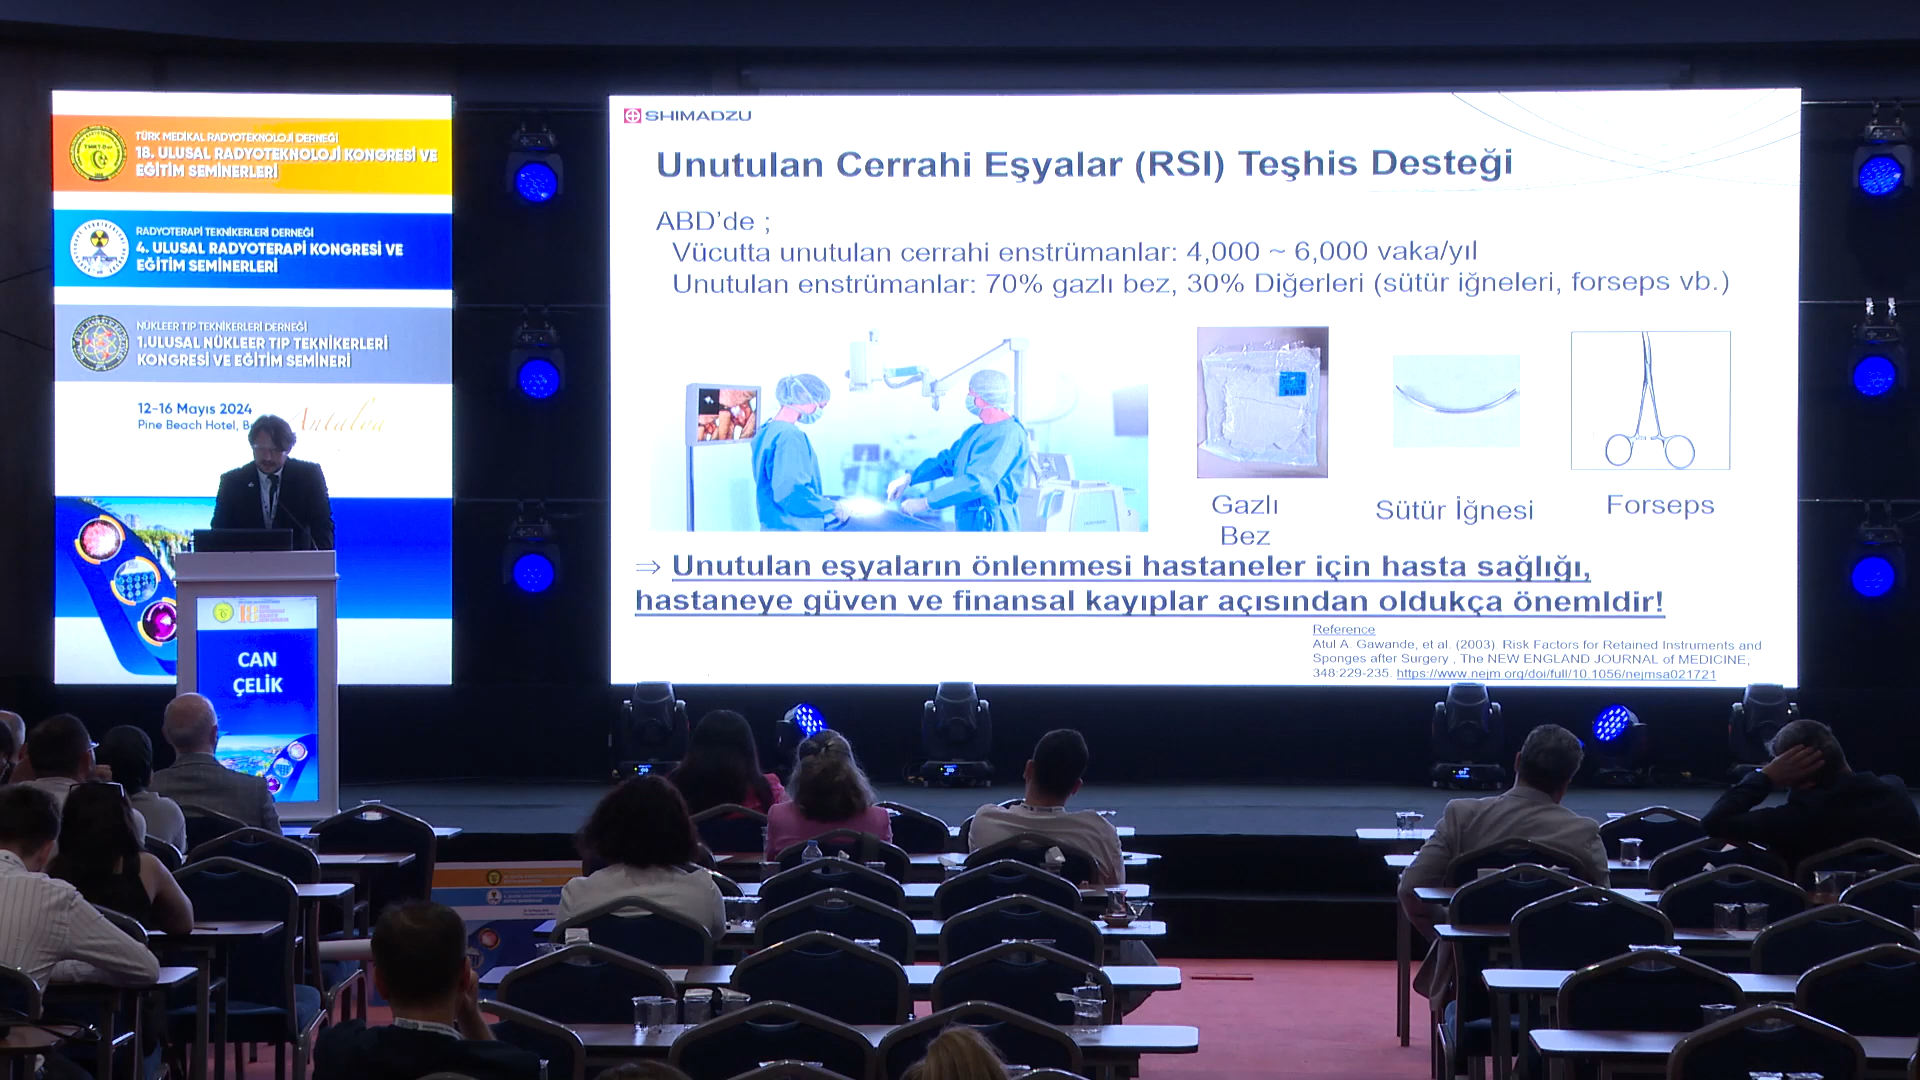 TÜRK MEDİKAL RADYOTEKNOLOJİ DERNEĞİ
18. ULUSAL RADYOTEKNOLOJİ KONGRESİ VE
EĞİTİM SEMİNERLERİ
RADYOTERAPİ TEKNİKERLERİ DERNEĞİ
4. ULUSAL RADYOTERAPİ KONGRESİ VE
EĞİTİM SEMİNERLERİ
NÜKLEER TIP TEKNİKERLERİ DERNEĞİ
1.ULUSAL NÜKLEER TIP TEKNİKERLERİ
KONGRESİ VE EĞİTİM SEMİNERİ
12-16 Mayıs 2024
Pine Beach Hotel,
Antalya
CAN
ÇELİK
SHIMADZU
Unutulan Cerrahi Eşyalar (RSI) Teşhis Desteği
ABD'de ;
Vücutta unutulan cerrahi enstrümanlar: 4,000 ~ 6,000 vaka/yıl
Unutulan enstrümanlar: 70% gazlı bez, 30% Diğerleri (sütür iğneleri, forseps vb.)
Gazlı
Bez
Sütür İğnesi
Forseps
⇒ Unutulan eşyaların önlenmesi hastaneler için hasta sağlığı,
hastaneye güven ve finansal kayıplar açısından oldukça önemldir!
Reference
Atul A. Gawande, et al. (2003). Risk Factors for Retained Instruments and
Sponges after Surgery , The NEW ENGLAND JOURNAL of MEDICINE;
348:229-235. https://www.nejm.org/doi/full/10.1056/nejmsa021721